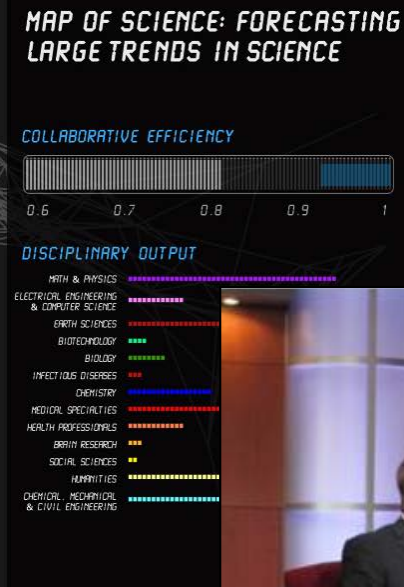 MAP OF SCIENCE: FORECASTING
LARGE TRENDS IN SCIENCE
COLLABORATIVE EFFICIENCY
0.6 0.7 0.8 0.9 1
DISCIPLINARY OUTPUT
MATH & PHYSICS
ELECTRICAL ENGINEERING
& COMPUTER SCIENCE
EARTH SCIENCES
BIOTECHNOLOGY
BIOLOGY
INFECTIOUS DISEASES
CHEMISTRY
MEDICAL SPECIALTIES
HEALTH PROFESSIONALS
BRAIN RESEARCH
SOCIAL SCIENCES
HUMANITIES
CHEMICAL, MECHANICAL
& CIVIL ENGINEERING